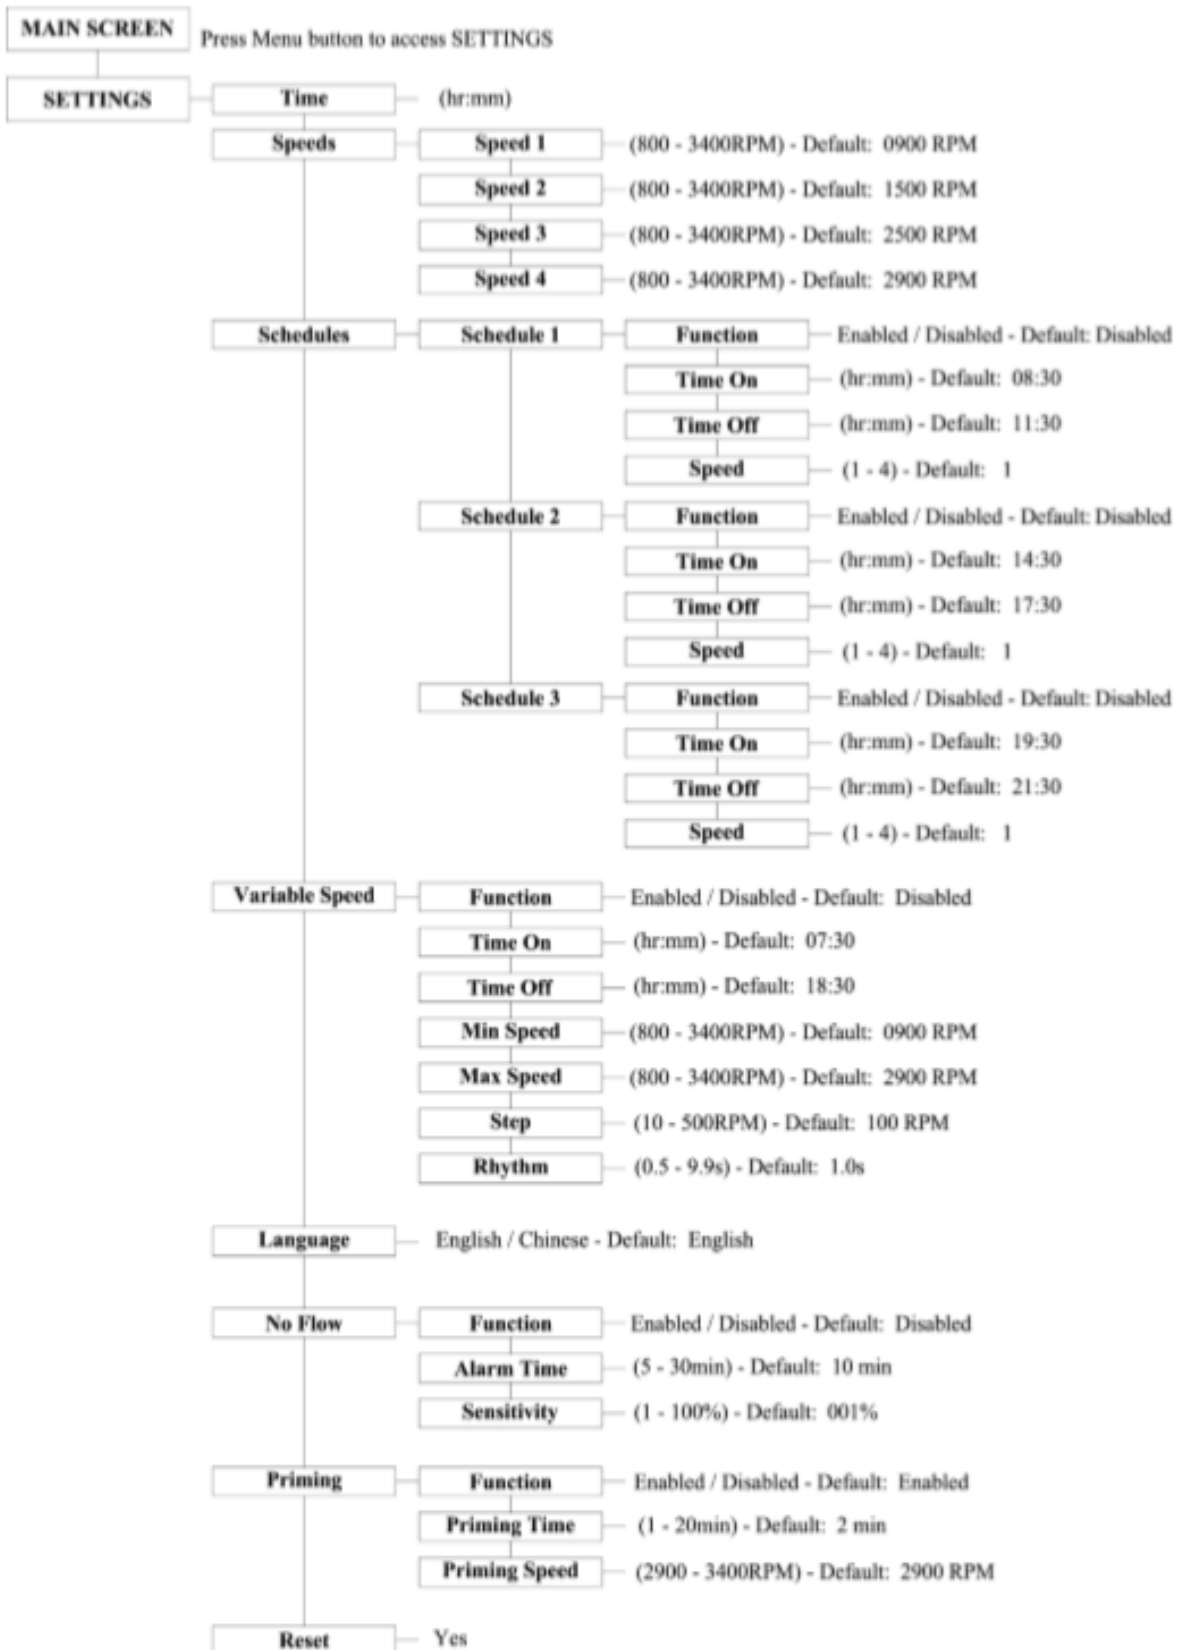 MAIN SCREEN Press Menu button to access SETTINGS
SETTINGS Time (hr:mm)
Speeds Speed 1 (800 - 3400RPM) - Default: 0900 RPM
Speed 2 (800 - 3400RPM) - Default: 1500 RPM
Speed 3 (800 - 3400RPM) - Default: 2500 RPM
Speed 4 (800 - 3400RPM) - Default: 2900 RPM
Schedules Schedule 1 Function Enabled / Disabled - Default: Disabled
Time On (hr:mm) - Default: 08:30
Time Off (hr:mm) - Default: 11:30
Speed (1 - 4) - Default: 1
Schedule 2 Function Enabled / Disabled - Default: Disabled
Time On (hr:mm) - Default: 14:30
Time Off (hr:mm) - Default: 17:30
Speed (1 - 4) - Default: 1
Schedule 3 Function Enabled / Disabled - Default: Disabled
Time On (hr:mm) - Default: 19:30
Time Off (hr:mm) - Default: 21:30
Speed (1 - 4) - Default: 1
Variable Speed Function Enabled / Disabled - Default: Disabled
Time On (hr:mm) - Default: 07:30
Time Off (hr:mm) - Default: 18:30
Min Speed (800 - 3400RPM) - Default: 0900 RPM
Max Speed (800 - 3400RPM) - Default: 2900 RPM
Step (10 - 500RPM) - Default: 100 RPM
Rhythm (0.5 - 9.9s) - Default: 1.0s
Language English / Chinese - Default: English
No Flow Function Enabled / Disabled - Default: Disabled
Alarm Time (5 - 30min) - Default: 10 min
Sensitivity (1 - 100%) - Default: 001%
Priming Function Enabled / Disabled - Default: Enabled
Priming Time (1 - 20min) - Default: 2 min
Priming Speed (2900 - 3400RPM) - Default: 2900 RPM
Reset Yes